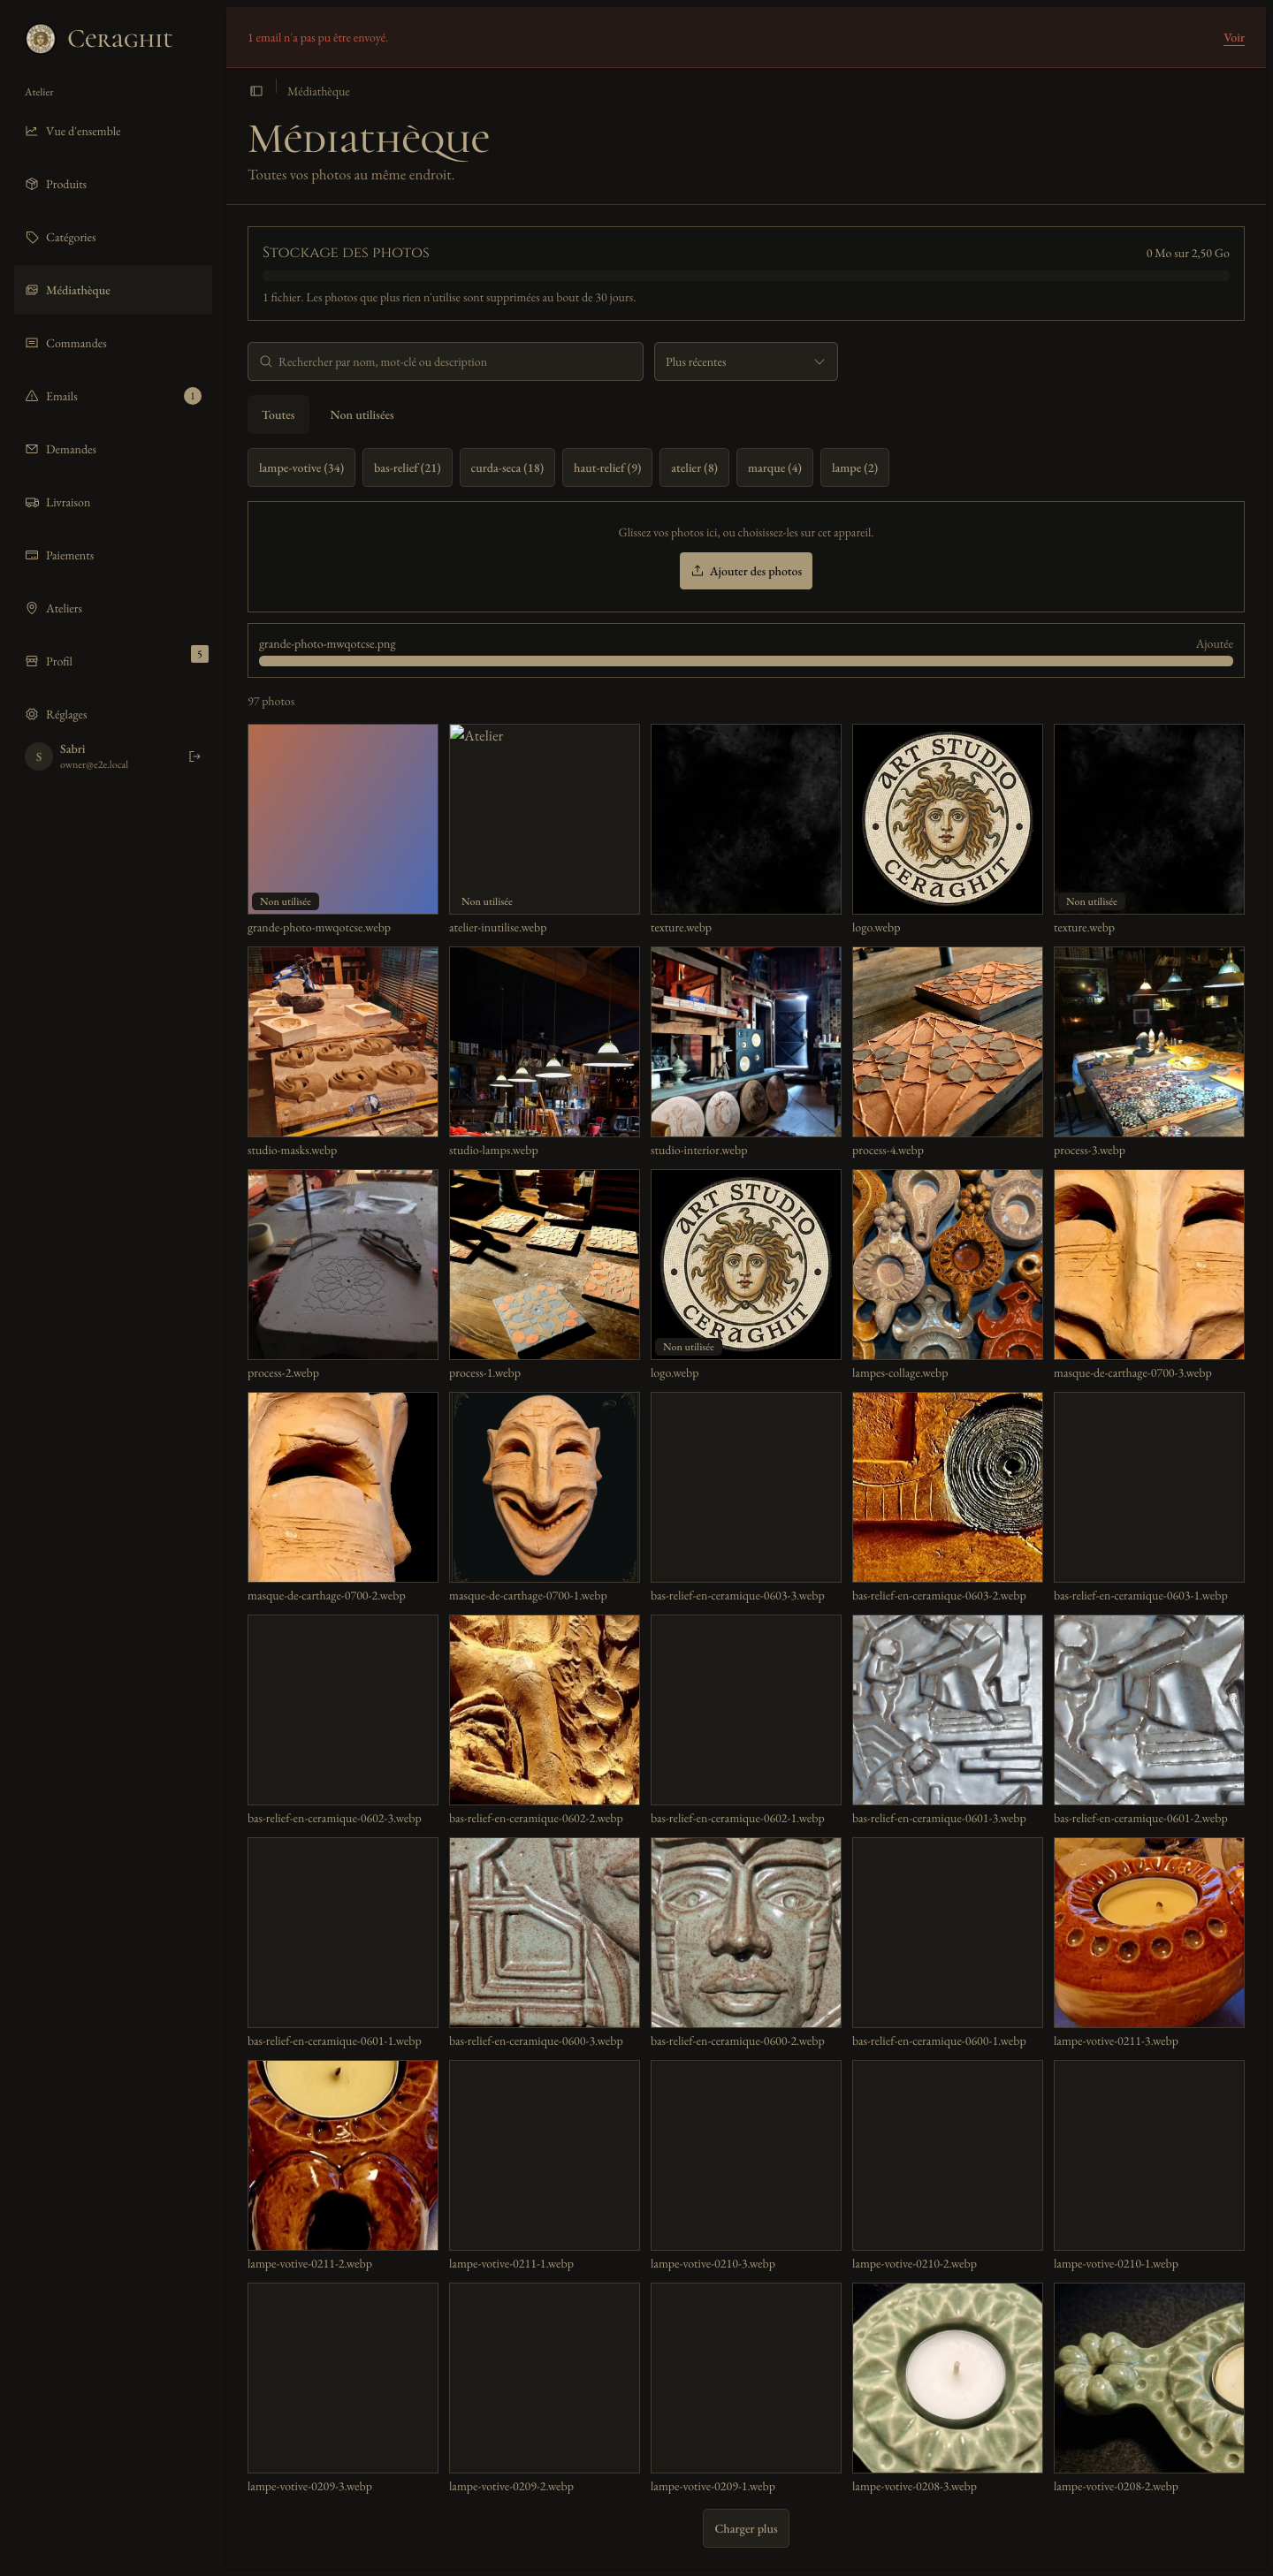 Ceraghit
Atelier
Vue d'ensemble
Produits
Catégories
Médiathèque
Commandes
Emails
1
Demandes
Livraison
Paiements
Ateliers
Profil
5
Réglages
S
Sabri
owner@e2e.local
1 email n'a pas pu être envoyé.
Voir
Médiathèque
Médiathèque
Toutes vos photos au même endroit.
Stockage des photos
0 Mo sur 2,50 Go
1 fichier. Les photos que plus rien n'utilise sont supprimées au bout de 30 jours.
Rechercher par nom, mot-clé ou description
Plus récentes
Toutes
Non utilisées
lampe-votive (34)
bas-relief (21)
curda-seca (18)
haut-relief (9)
atelier (8)
marque (4)
lampe (2)
Glissez vos photos ici, ou choisissez-les sur cet appareil.
Ajouter des photos
grande-photo-mwqotcse.png
Ajoutée
97 photos
Non utilisée
grande-photo-mwqotcse.webp
Atelier
Non utilisée
atelier-inutilise.webp
texture.webp
ART STUDIO
CERAGHIT
logo.webp
Non utilisée
texture.webp
studio-masks.webp
studio-lamps.webp
studio-interior.webp
process-4.webp
process-3.webp
process-2.webp
process-1.webp
ART STUDIO
CERAGHIT
Non utilisée
logo.webp
lampes-collage.webp
masque-de-carthage-0700-3.webp
masque-de-carthage-0700-2.webp
masque-de-carthage-0700-1.webp
bas-relief-en-ceramique-0603-3.webp
bas-relief-en-ceramique-0603-2.webp
bas-relief-en-ceramique-0603-1.webp
bas-relief-en-ceramique-0602-3.webp
bas-relief-en-ceramique-0602-2.webp
bas-relief-en-ceramique-0602-1.webp
bas-relief-en-ceramique-0601-3.webp
bas-relief-en-ceramique-0601-2.webp
bas-relief-en-ceramique-0601-1.webp
bas-relief-en-ceramique-0600-3.webp
bas-relief-en-ceramique-0600-2.webp
bas-relief-en-ceramique-0600-1.webp
lampe-votive-0211-3.webp
lampe-votive-0211-2.webp
lampe-votive-0211-1.webp
lampe-votive-0210-3.webp
lampe-votive-0210-2.webp
lampe-votive-0210-1.webp
lampe-votive-0209-3.webp
lampe-votive-0209-2.webp
lampe-votive-0209-1.webp
lampe-votive-0208-3.webp
lampe-votive-0208-2.webp
Charger plus